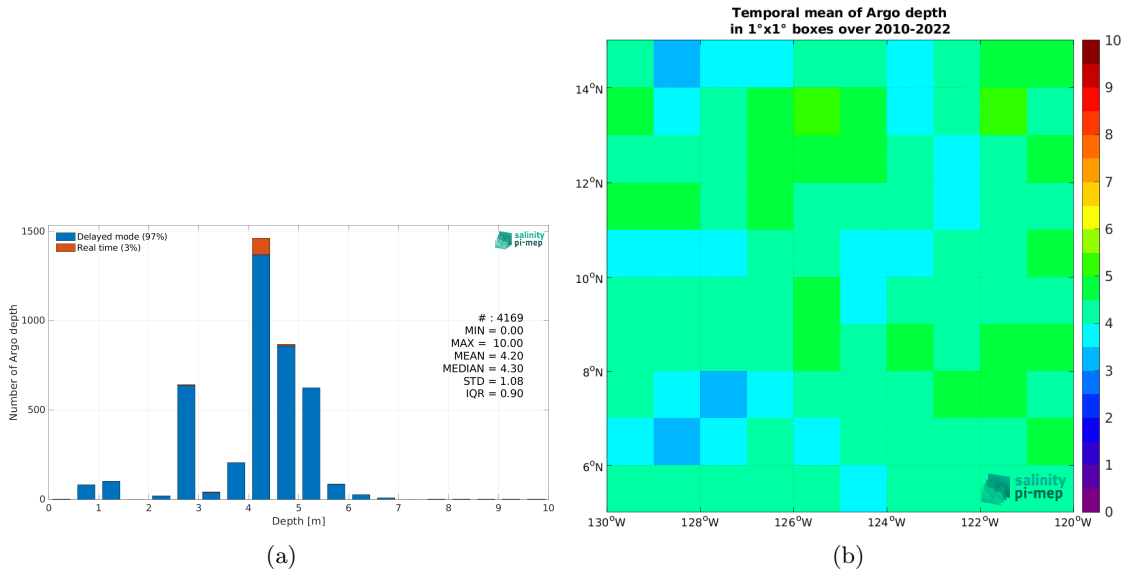 Delayed mode (97%)
Real time (3%)
salinity
pi-mep
1500
1000
500
0
Number of Argo depth
# : 4169
MIN = 0.00
MAX = 10.00
MEAN = 4.20
MEDIAN = 4.30
STD = 1.08
IQR = 0.90
0 1 2 3 4 5 6 7 8 9 10
Depth [m]
(a)
Temporal mean of Argo depth
in 1°x1° boxes over 2010-2022
14°N
12°N
10°N
8°N
6°N
130°W 128°W 126°W 124°W 122°W 120°W
salinity
pi-mep
10
9
8
7
6
5
4
3
2
1
0
(b)